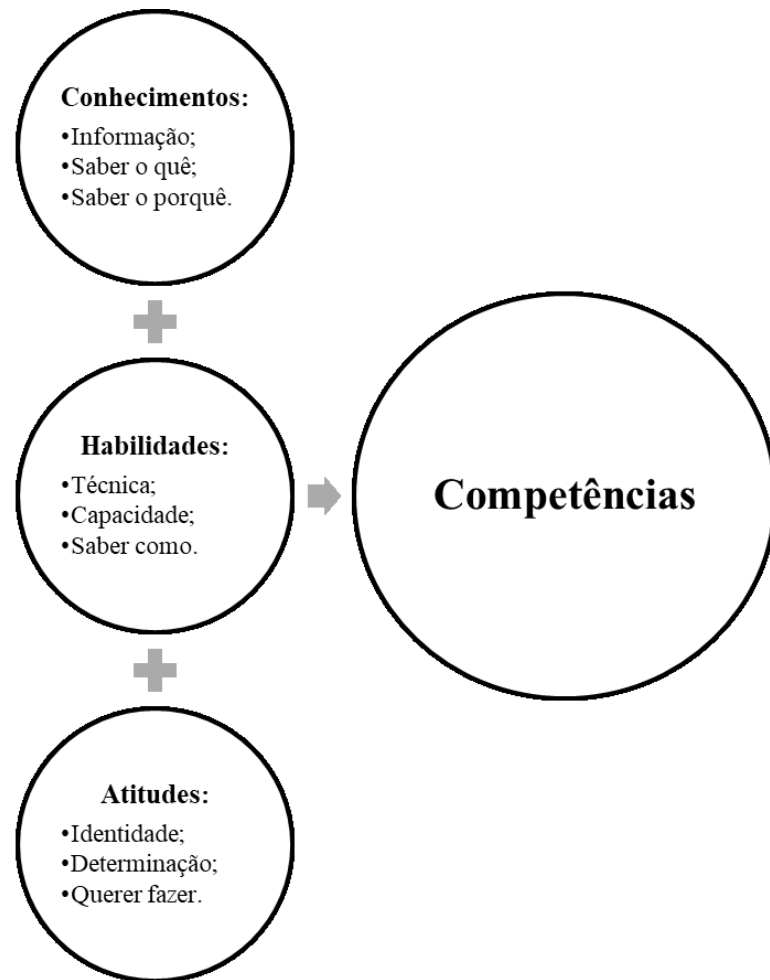 Conhecimentos:
•Informação;
•Saber o quê;
•Saber o porquê.
Habilidades:
•Técnica;
•Capacidade;
•Saber como.
Competências
Atitudes:
•Identidade;
•Determinação;
•Querer fazer.